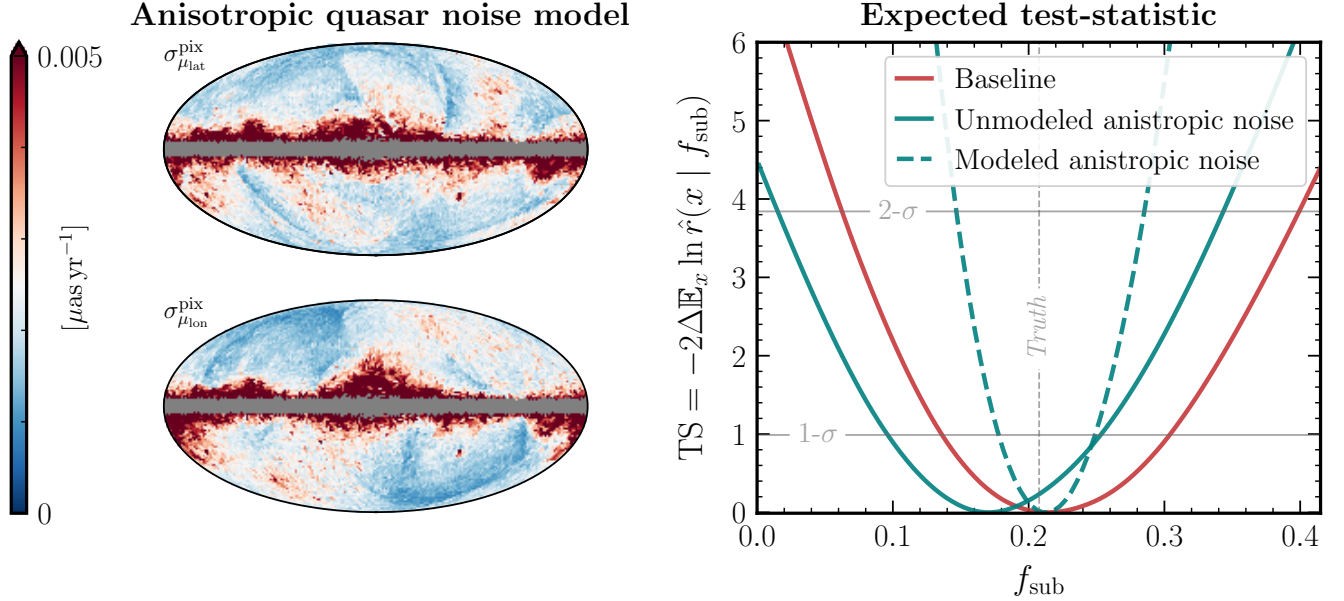 Anisotropic quasar noise model
0.005
[μas yr⁻¹]
0
σ^pix_μlat
σ^pix_μlon
Expected test-statistic
TS = −2Δ𝔼ₓ ln r̂(x | f_sub)
6
5
4
3
2
1
0
Baseline
Unmodeled anistropic noise
Modeled anistropic noise
2-σ
1-σ
Truth
0.0 0.1 0.2 0.3 0.4
f_sub